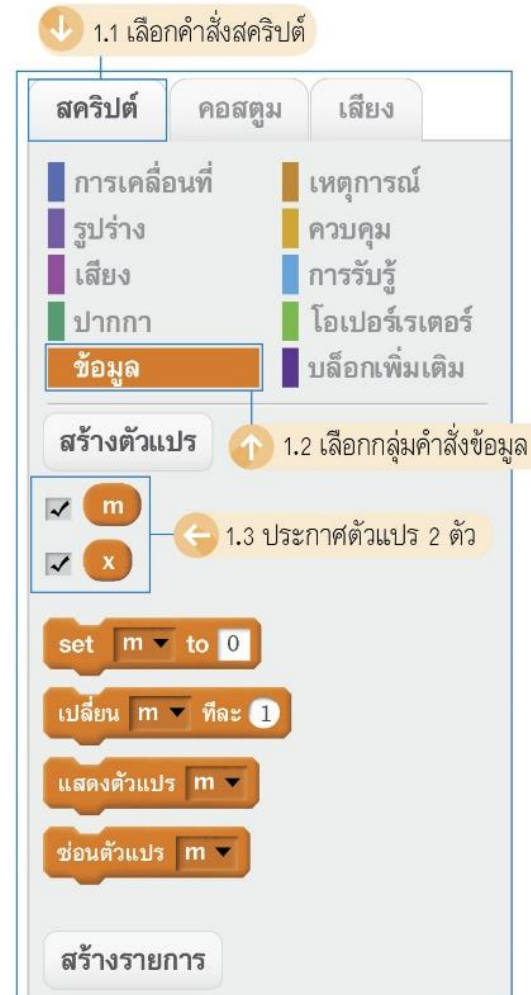 1.1 เลือกคำสั่งสคริปต์
สคริปต์ คอสตูม เสียง
การเคลื่อนที่ เหตุการณ์
รูปร่าง ควบคุม
เสียง การรับรู้
ปากกา โอเปอร์เรเตอร์
ข้อมูล บล็อกเพิ่มเติม
สร้างตัวแปร 1.2 เลือกกลุ่มคำสั่งข้อมูล
m
1.3 ประกาศตัวแปร 2 ตัว
x
set m to 0
เปลี่ยน m ทีละ 1
แสดงตัวแปร m
ซ่อนตัวแปร m
สร้างรายการ